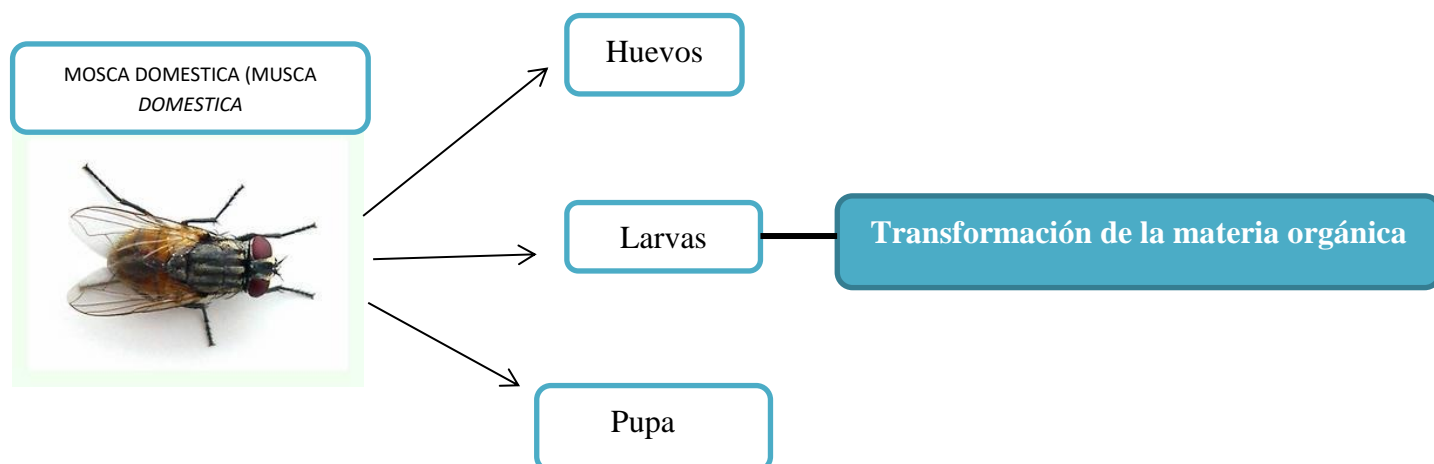 MOSCA DOMESTICA (MUSCA
DOMESTICA
Huevos
Larvas
Transformación de la materia orgánica
Pupa